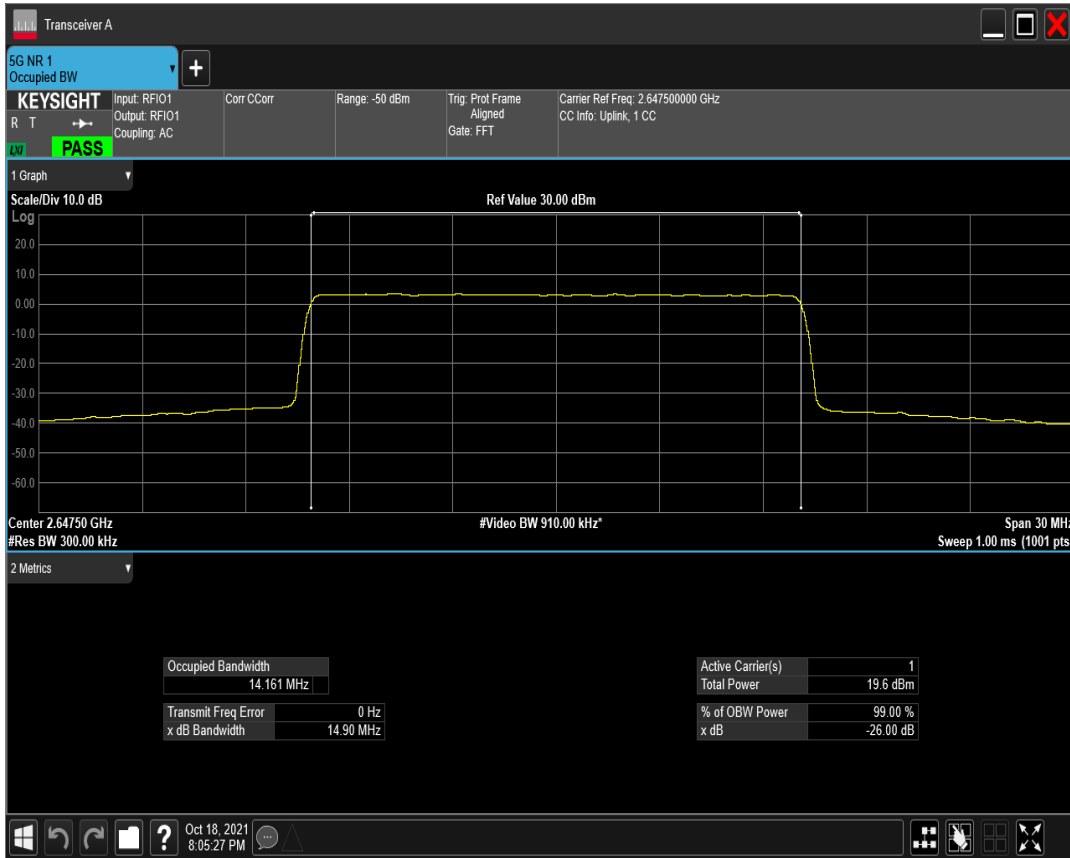 Transceiver A
5G NR 1
Occupied BW
+
KEYSIGHT
R T
LXI
PASS
Input: RFIO1
Output: RFIO1
Coupling: AC
Corr CCorr
Range: -50 dBm
Trig: Prot Frame
Aligned
Gate: FFT
Carrier Ref Freq: 2.647500000 GHz
CC Info: Uplink, 1 CC
1 Graph
Scale/Div 10.0 dB
Ref Value 30.00 dBm
Log
20.0
10.0
0.00
-10.0
-20.0
-30.0
-40.0
-50.0
-60.0
Center 2.64750 GHz
#Video BW 910.00 kHz*
Span 30 MHz
#Res BW 300.00 kHz
Sweep 1.00 ms (1001 pts
2 Metrics
Occupied Bandwidth
14.161 MHz
Transmit Freq Error 0 Hz
x dB Bandwidth 14.90 MHz
Active Carrier(s) 1
Total Power 19.6 dBm
% of OBW Power 99.00 %
x dB -26.00 dB
?
Oct 18, 2021
8:05:27 PM